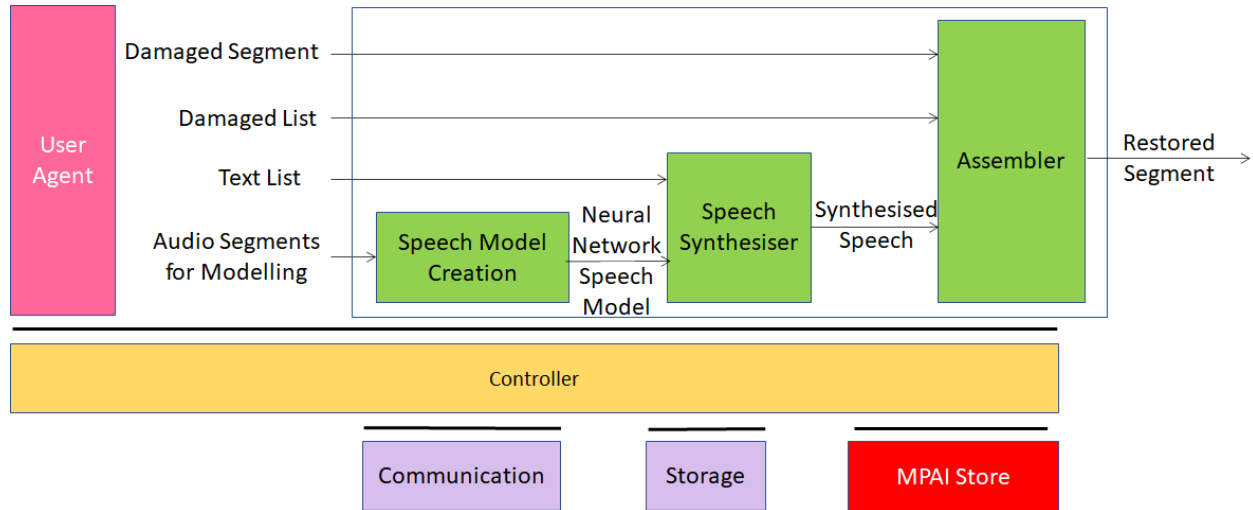 Damaged Segment
Damaged List
User
Agent
Text List
Audio Segments
for Modelling
Speech Model
Creation
Neural
Network
Speech
Model
Speech
Synthesiser
Synthesised
Speech
Assembler
Restored
Segment
Controller
Communication
Storage
MPAI Store